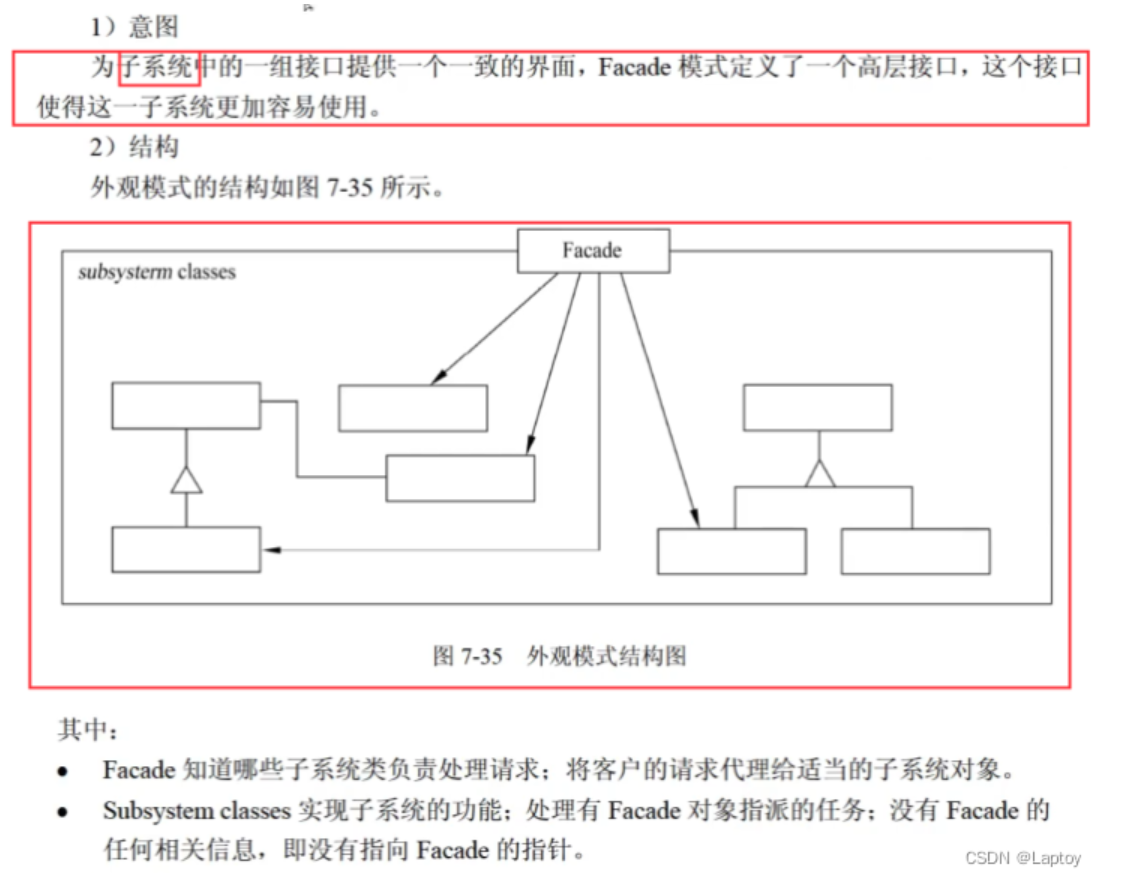 1）意图
为子系统中的一组接口提供一个一致的界面，Facade 模式定义了一个高层接口，这个接口
使得这一子系统更加容易使用。
2）结构
外观模式的结构如图 7-35 所示。
Facade
subsysterm classes
图 7-35 外观模式结构图
其中：
• Facade 知道哪些子系统类负责处理请求；将客户的请求代理给适当的子系统对象。
• Subsystem classes 实现子系统的功能；处理有 Facade 对象指派的任务；没有 Facade 的
任何相关信息，即没有指向 Facade 的指针。
CSDN @Laptoy